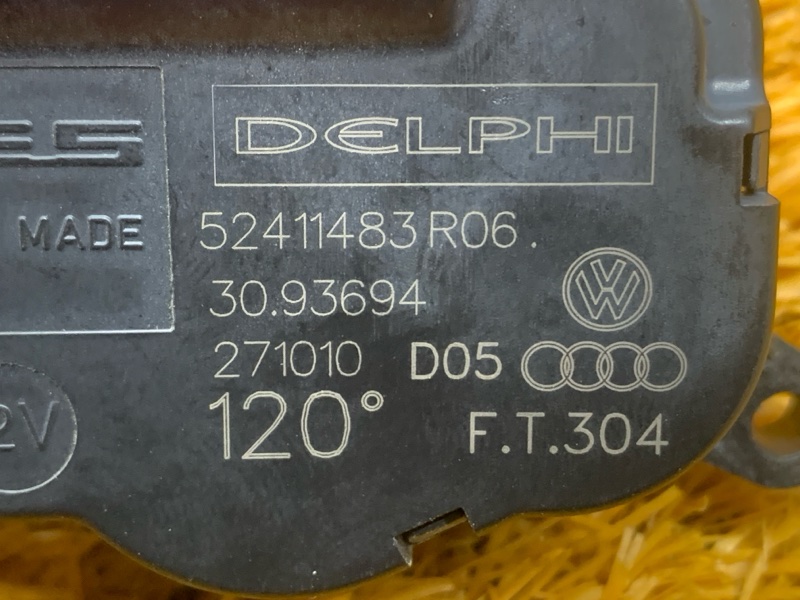 DELPHI
MADE
52411483 R06.
30.93694
271010 D05
120°
F.T.304